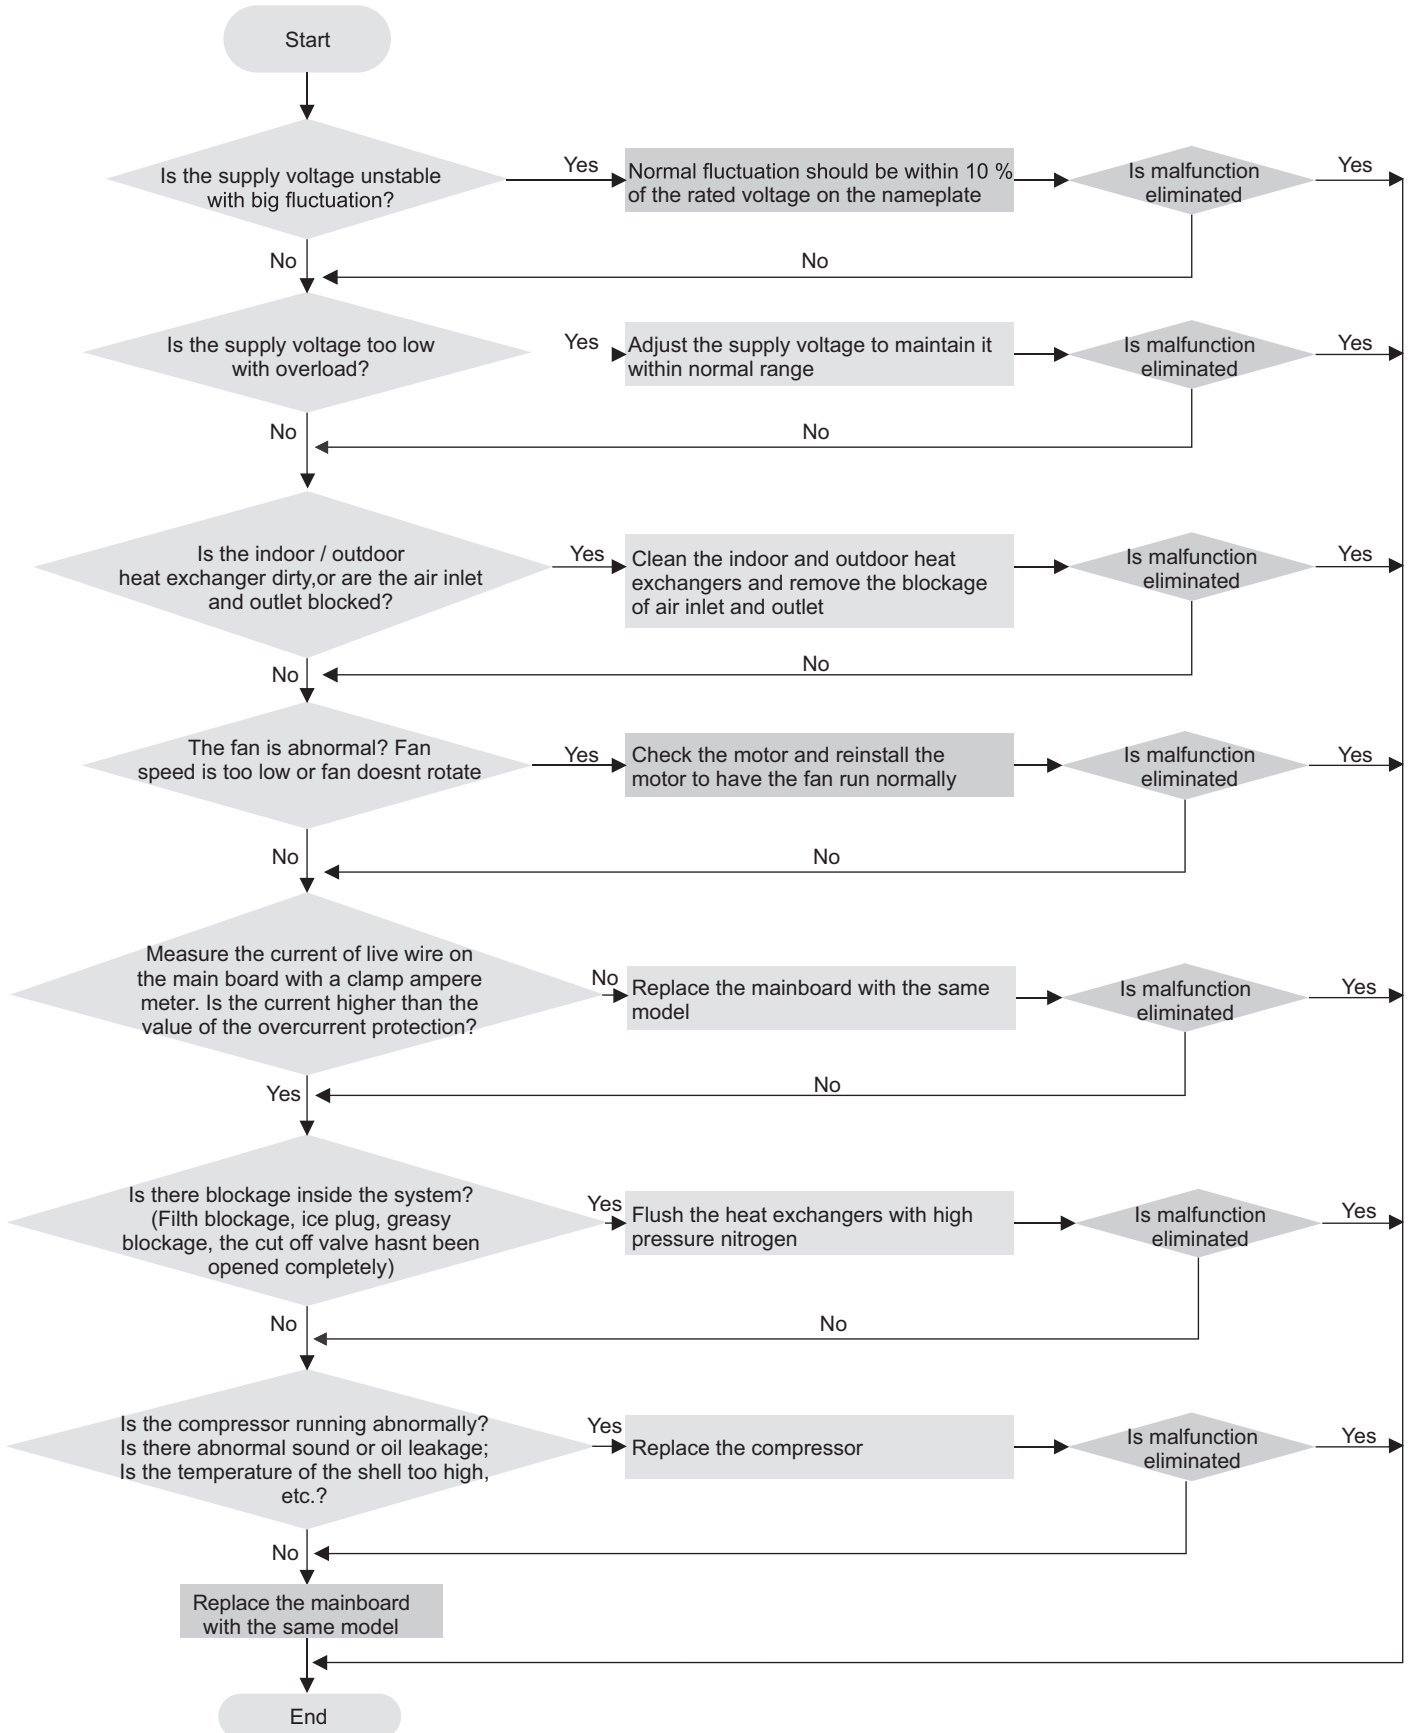 Start
Is the supply voltage unstable
with big fluctuation?
Yes
Normal fluctuation should be within 10 %
of the rated voltage on the nameplate
Is malfunction
eliminated
Yes
No
No
Is the supply voltage too low
with overload?
Yes
Adjust the supply voltage to maintain it
within normal range
Is malfunction
eliminated
Yes
No
No
Is the indoor / outdoor
heat exchanger dirty,or are the air inlet
and outlet blocked?
Yes
Clean the indoor and outdoor heat
exchangers and remove the blockage
of air inlet and outlet
Is malfunction
eliminated
Yes
No
No
The fan is abnormal? Fan
speed is too low or fan doesnt rotate
Yes
Check the motor and reinstall the
motor to have the fan run normally
Is malfunction
eliminated
Yes
No
No
Measure the current of live wire on
the main board with a clamp ampere
meter. Is the current higher than the
value of the overcurrent protection?
No
Replace the mainboard with the same
model
Is malfunction
eliminated
Yes
Yes
No
Is there blockage inside the system?
(Filth blockage, ice plug, greasy
blockage, the cut off valve hasnt been
opened completely)
Yes
Flush the heat exchangers with high
pressure nitrogen
Is malfunction
eliminated
Yes
No
No
Is the compressor running abnormally?
Is there abnormal sound or oil leakage;
Is the temperature of the shell too high,
etc.?
Yes
Replace the compressor
Is malfunction
eliminated
Yes
No
Replace the mainboard
with the same model
End